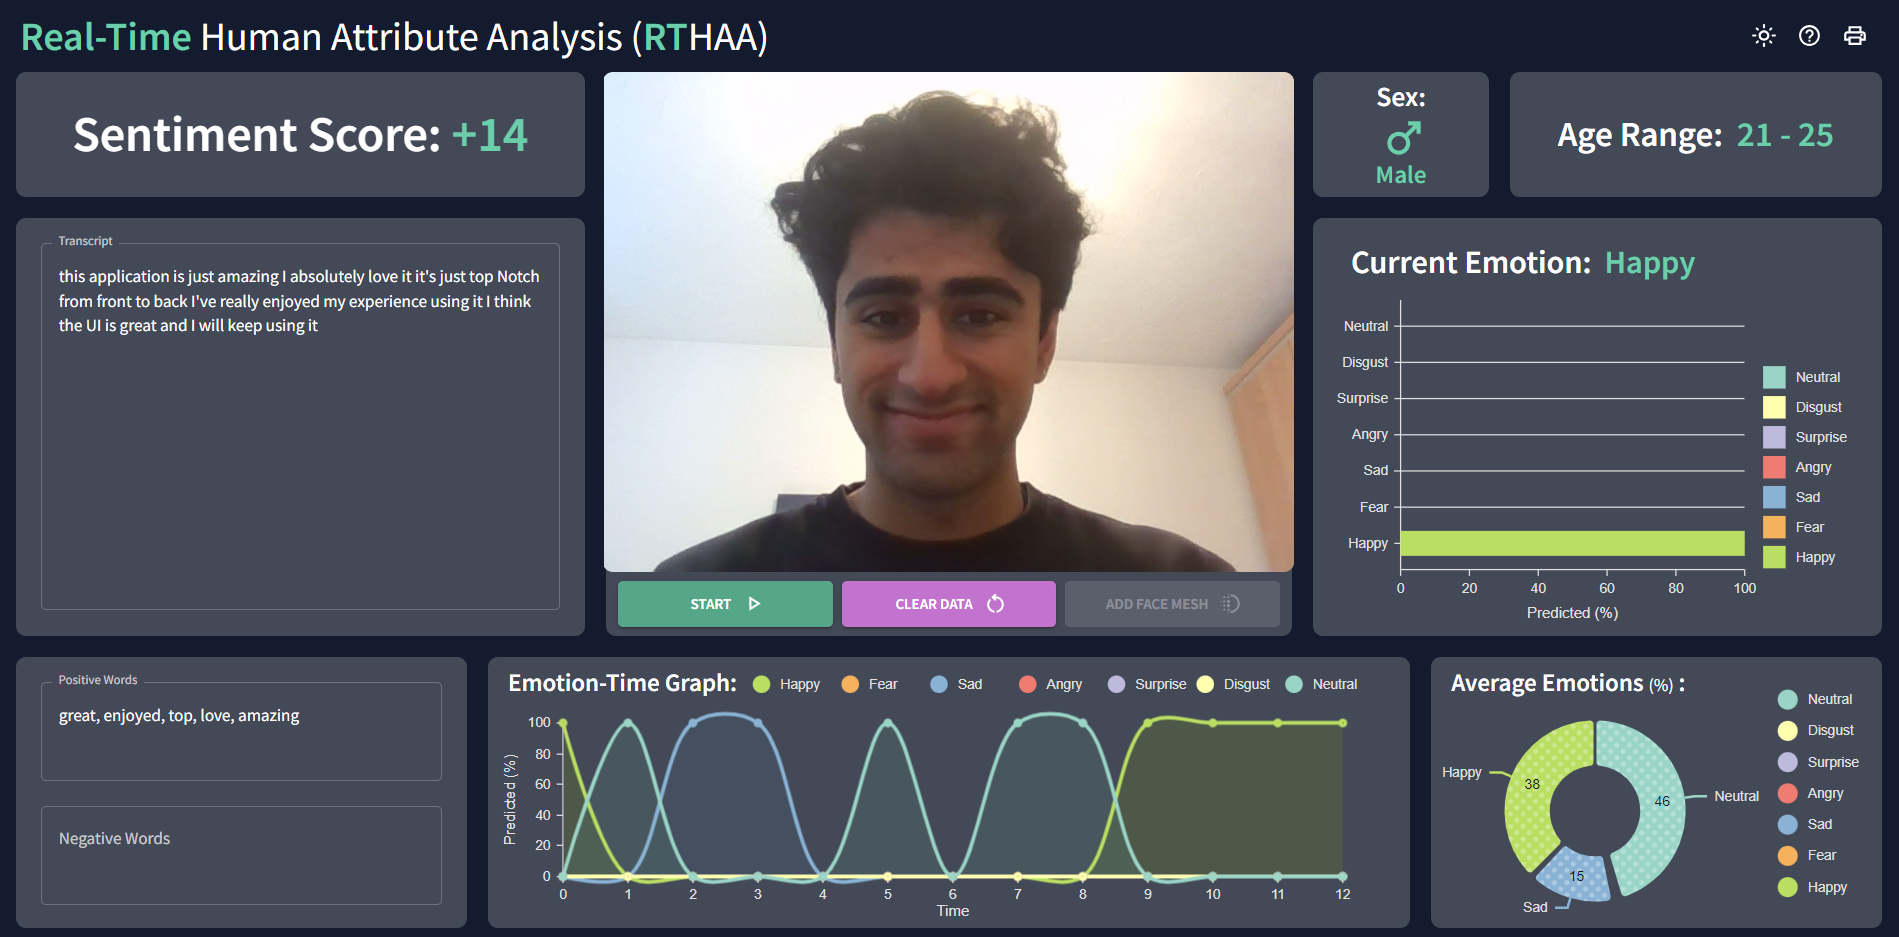 Real-Time Human Attribute Analysis (RTHAA)
Sentiment Score: +14
Sex:
Male
Age Range: 21 - 25
Transcript
this application is just amazing I absolutely love it it's just top Notch
from front to back I've really enjoyed my experience using it I think
the UI is great and I will keep using it
START
CLEAR DATA
ADD FACE MESH
Current Emotion: Happy
Neutral
Disgust
Surprise
Angry
Sad
Fear
Happy
0 20 40 60 80 100
Predicted (%)
Neutral
Disgust
Surprise
Angry
Sad
Fear
Happy
Positive Words
great, enjoyed, top, love, amazing
Negative Words
Emotion-Time Graph: Happy Fear Sad Angry Surprise Disgust Neutral
Predicted (%)
100
80
60
40
20
0
0 1 2 3 4 5 6 7 8 9 10 11 12
Time
Average Emotions (%) :
Happy
38
46
Neutral
15
Sad
Neutral
Disgust
Surprise
Angry
Sad
Fear
Happy